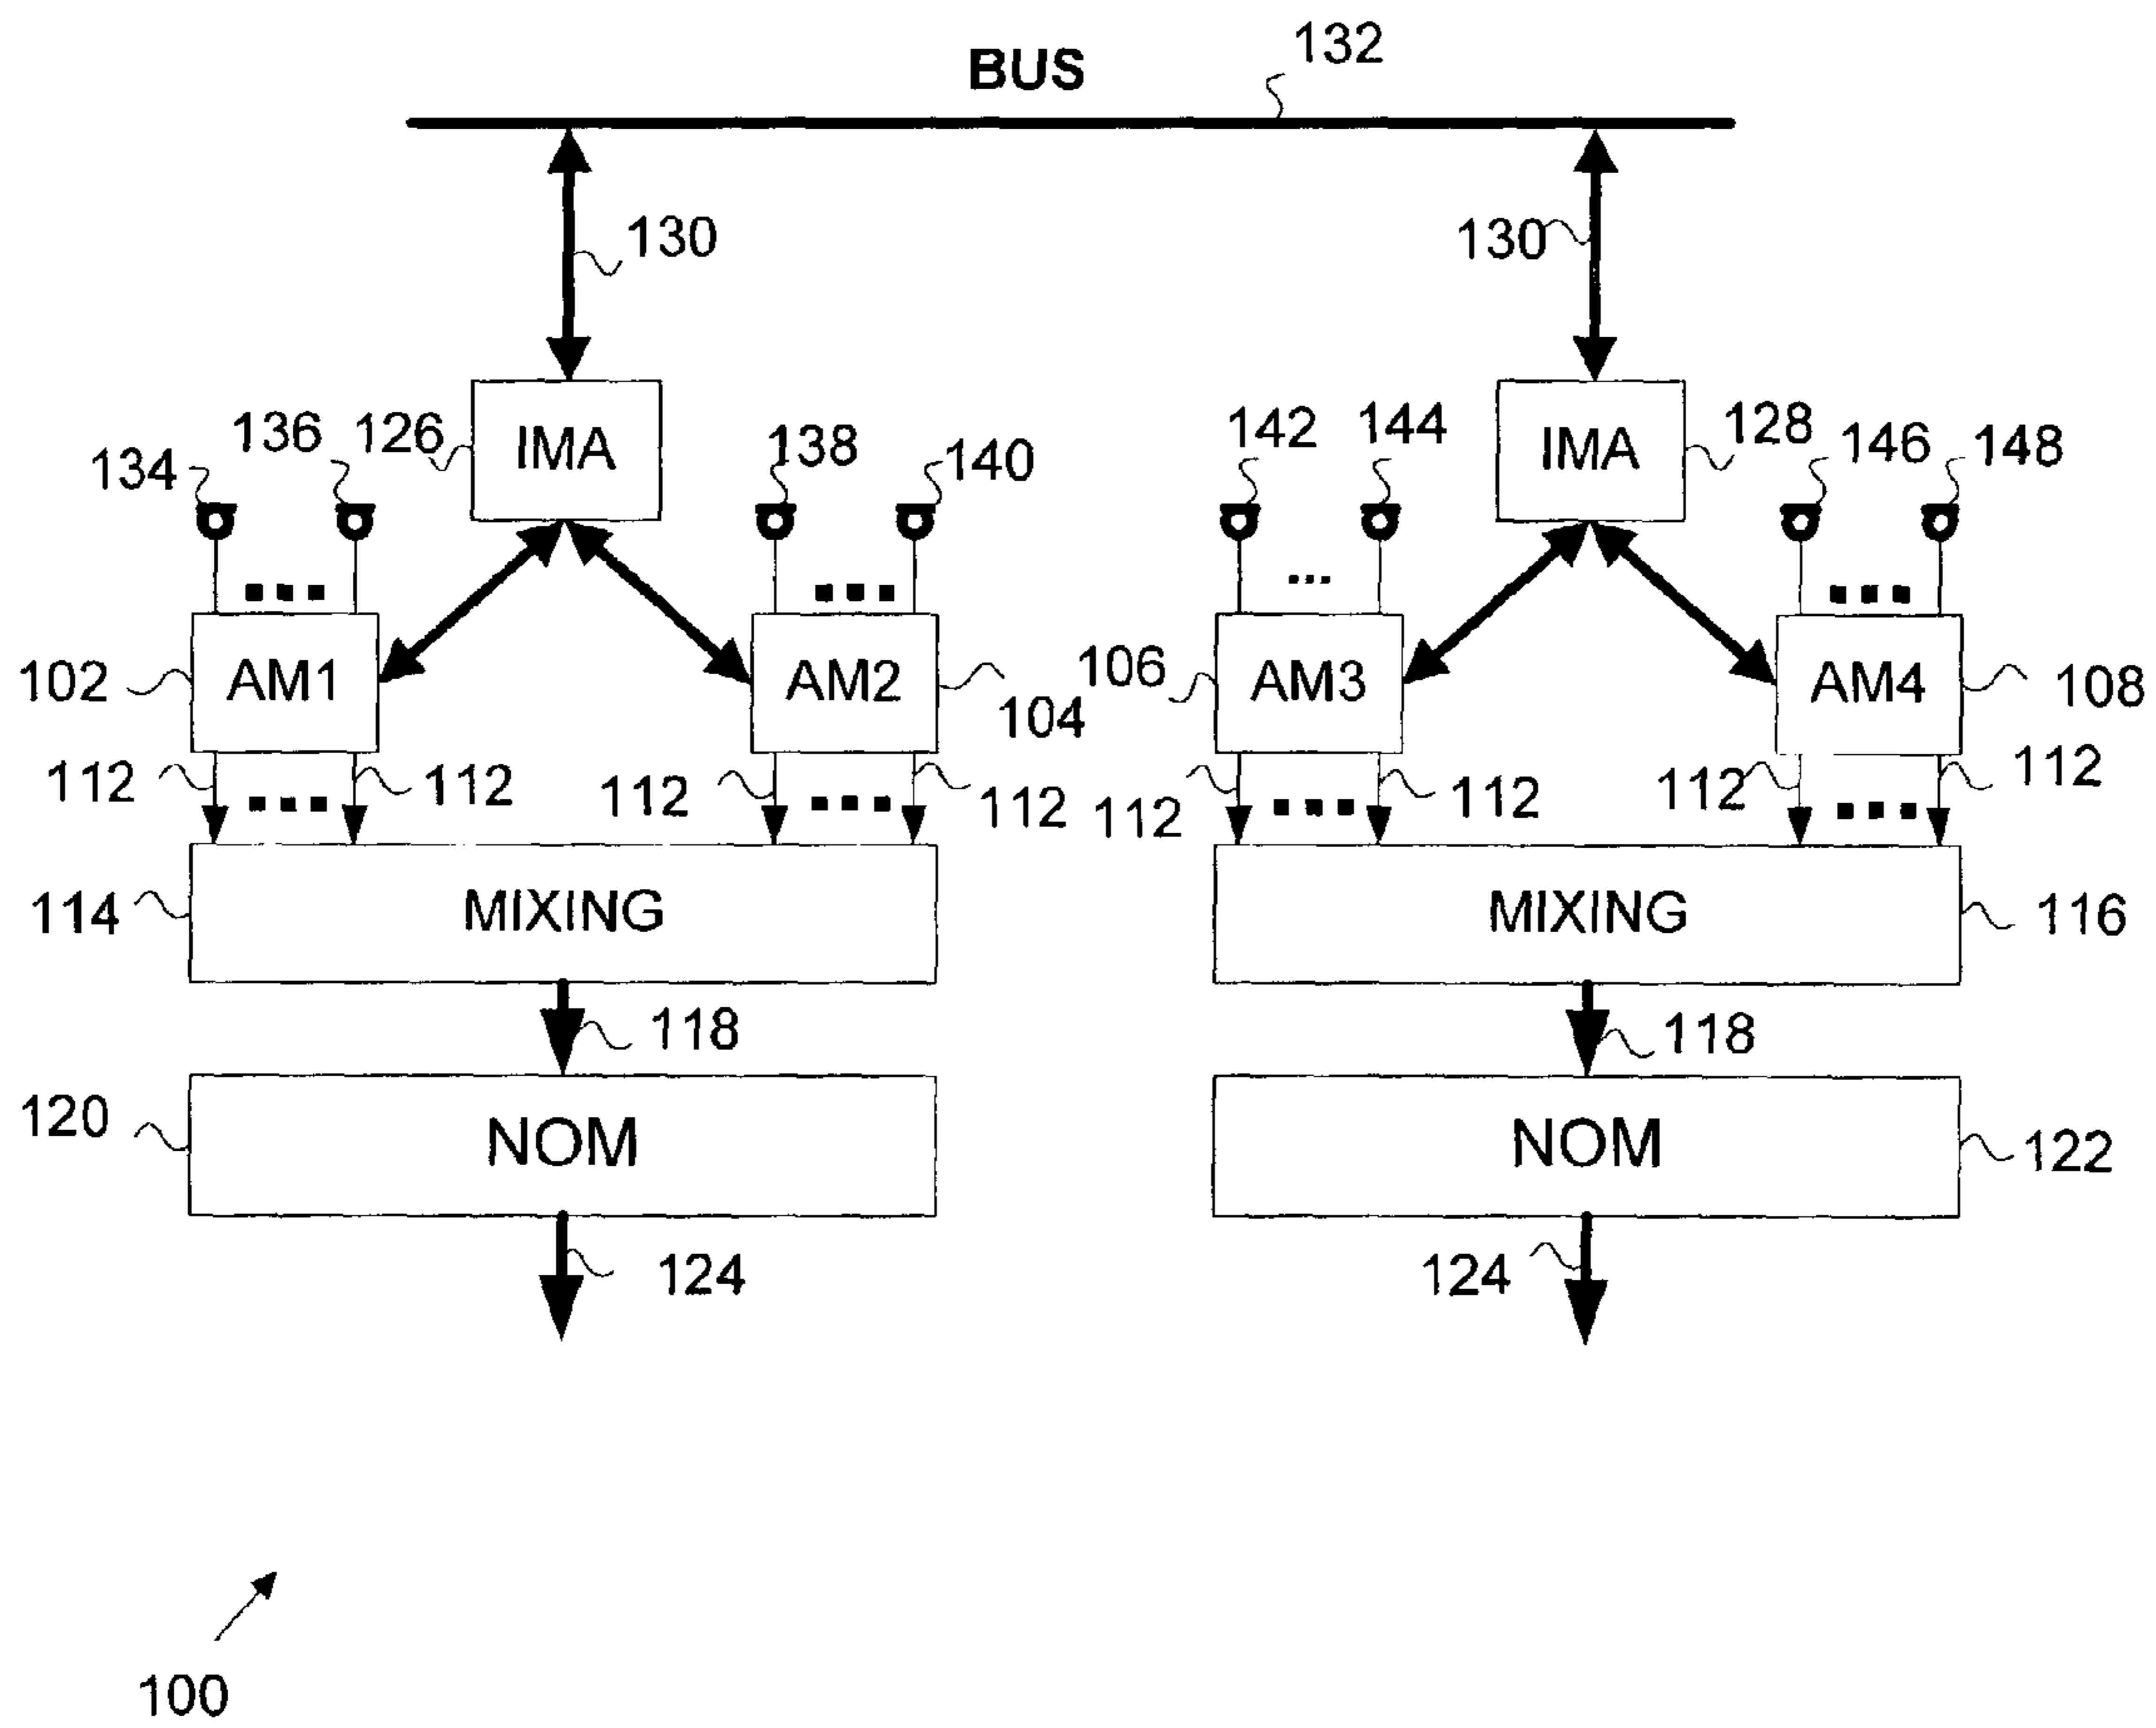 BUS 132
130 130
134 136 126 IMA 138 140 142 144 IMA 128 146 148
102 AM1 AM2 104 106 AM3 AM4 108
112 112 112 112 112 112 112 112
114 MIXING MIXING 116
118 118
120 NOM NOM 122
124 124
100